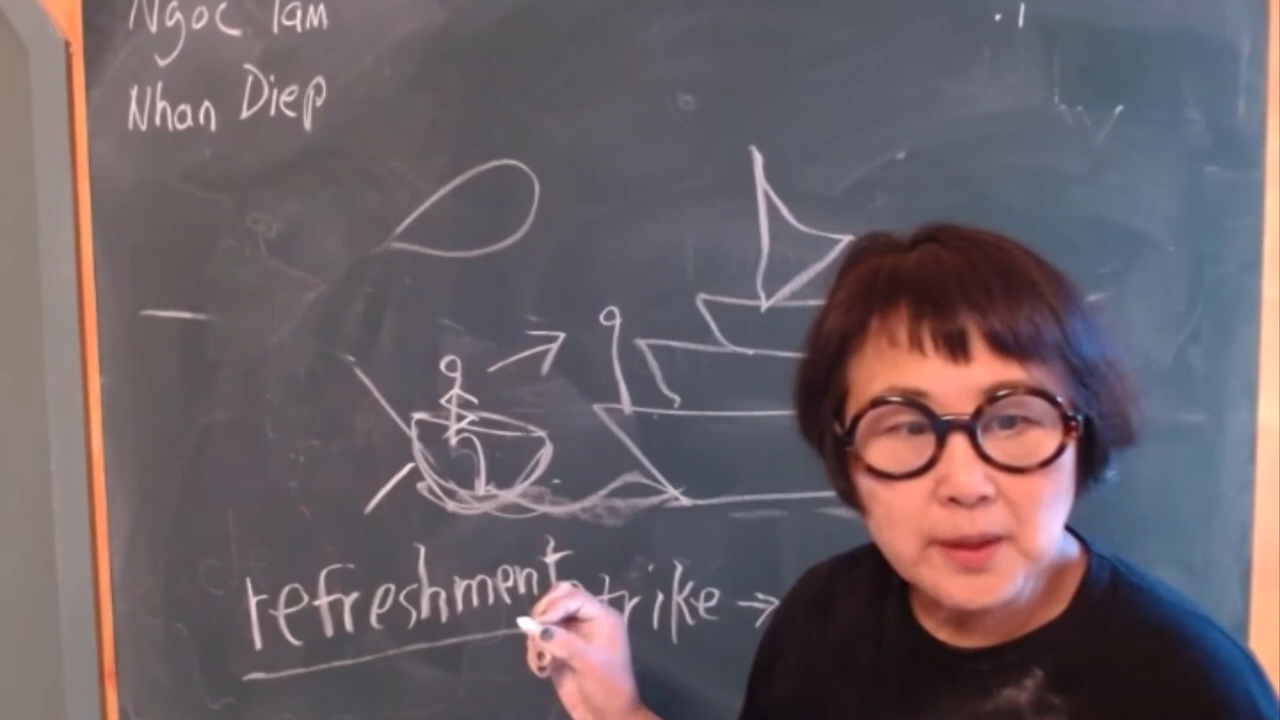 Ngoc Tam
Nhan Diep
refreshment strike →